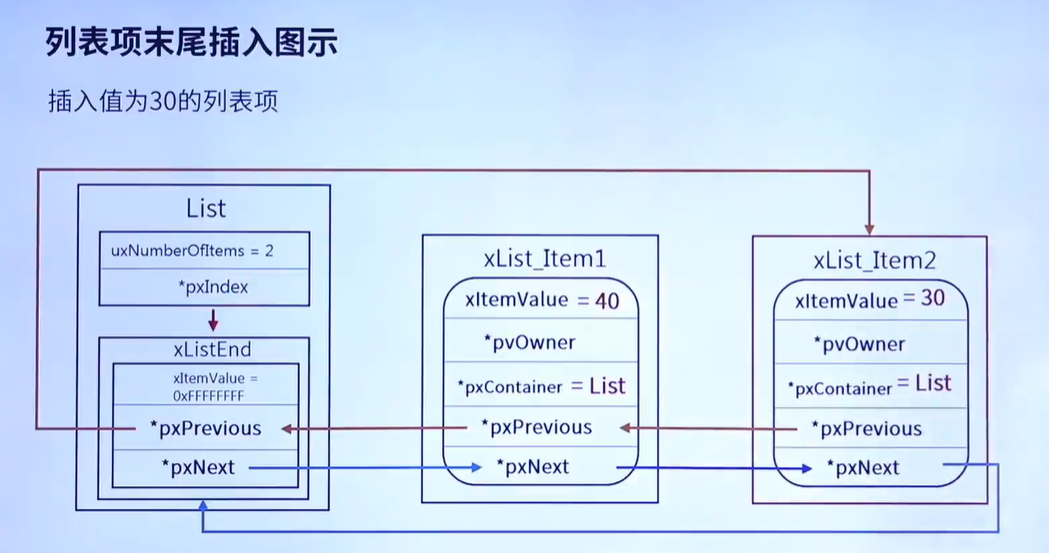 列表项末尾插入图示
插入值为30的列表项
List
uxNumberOfItems = 2
*pxIndex
xListEnd
xItemValue =
0xFFFFFFFF
*pxPrevious
*pxNext
xList_Item1
xItemValue = 40
*pvOwner
*pxContainer = List
*pxPrevious
*pxNext
xList_Item2
xItemValue = 30
*pvOwner
*pxContainer = List
*pxPrevious
*pxNext